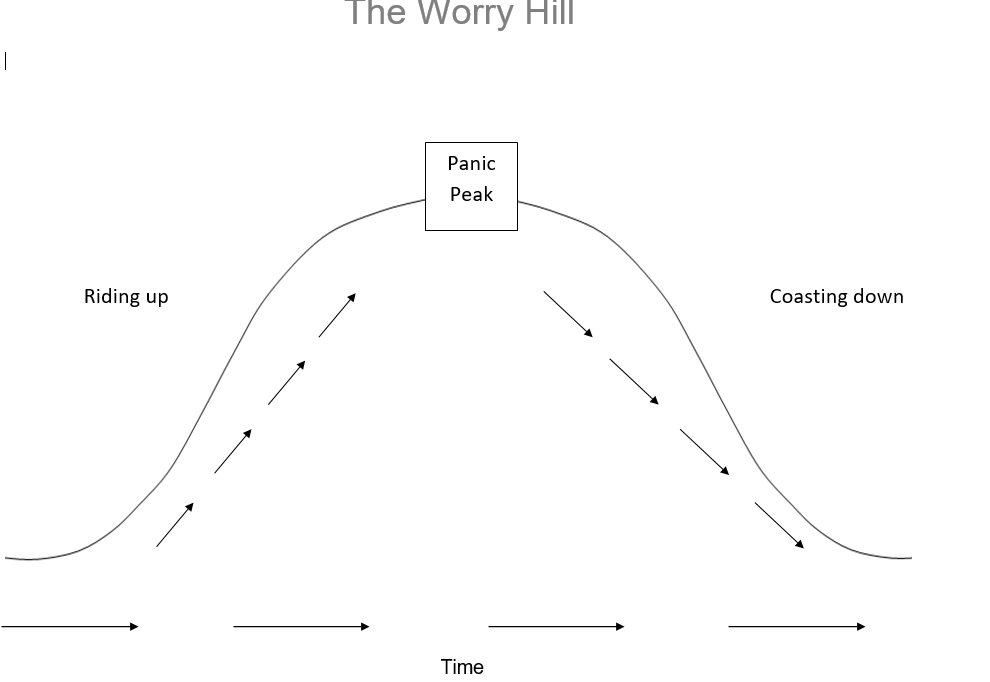 The Worry Hill
Panic
Peak
Riding up
Coasting down
Time